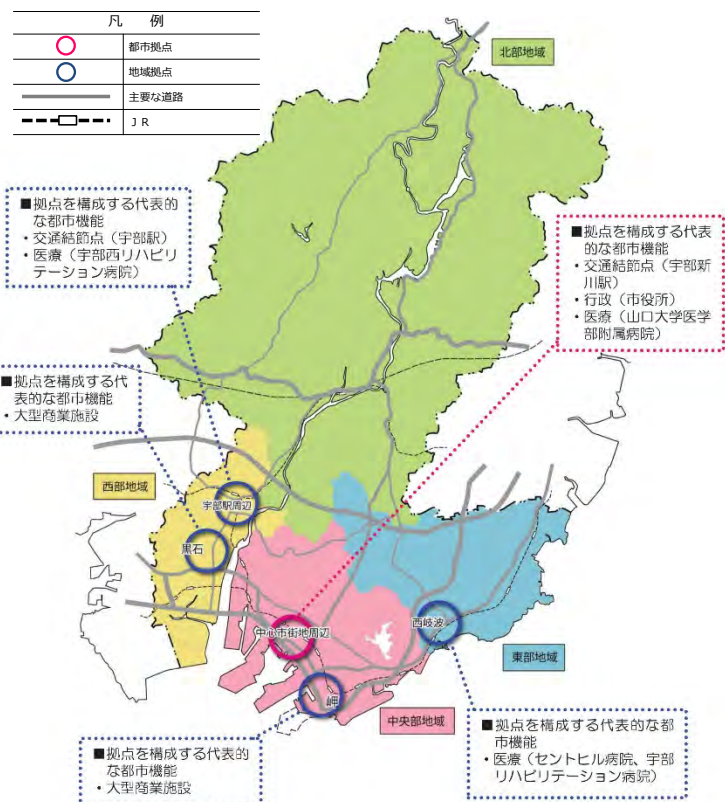 凡　例
都市拠点
地域拠点
主要な道路
ＪＲ
北部地域
■拠点を構成する代表的
な都市機能
・交通結節点（宇部駅）
・医療（宇部西リハビリ
テーション病院）
■拠点を構成する代表
的な都市機能
・交通結節点（宇部新
川駅）
・行政（市役所）
・医療（山口大学医学
部附属病院）
■拠点を構成する代
表的な都市機能
・大型商業施設
西部地域
宇部駅周辺
黒石
中心市街地周辺
西岐波
岬
東部地域
中央部地域
■拠点を構成する代表的
な都市機能
・大型商業施設
■拠点を構成する代表的な都
市機能
・医療（セントヒル病院、宇部
リハビリテーション病院）